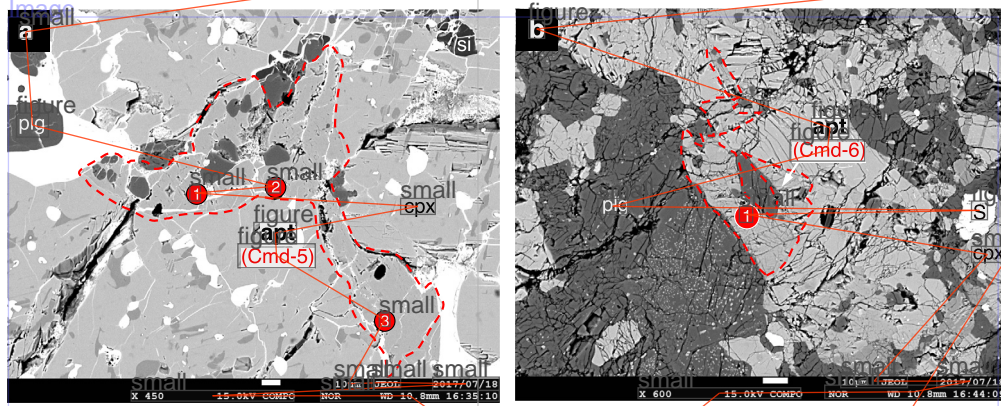 Image
small
a
si
figure
pig
small
small
1
2
small
cpx
figure
apt
figure
(Cmd-5)
small
3
small small small
small
10µm JEOL 2017/07/18
X 450 15.0kV COMPO NOR WD 10.8mm 16:35:10
figure
b
figure
apt
(Cmd-6)
pig
1
S
cpx
small
small
small
10µm JEOL 2017/07/18
X 600 15.0kV COMPO NOR WD 10.8mm 16:44:0